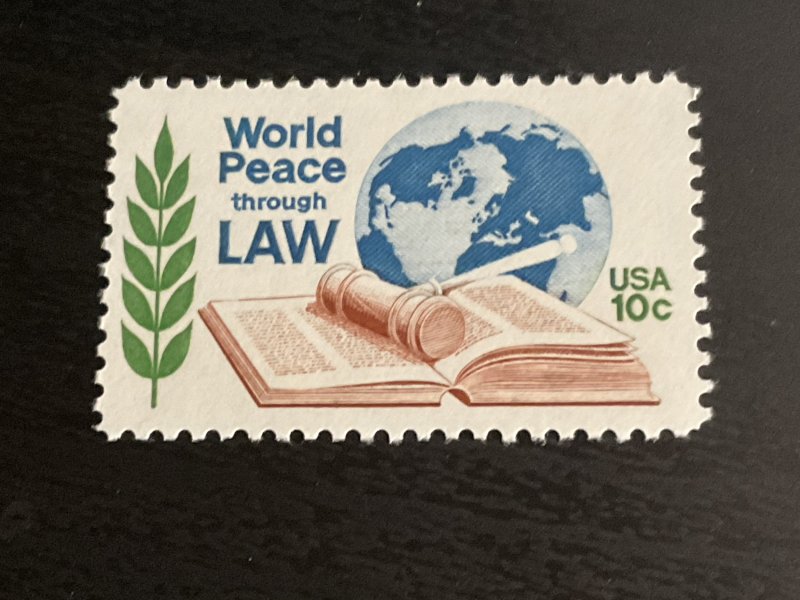 World
Peace
through
LAW
USA
10c